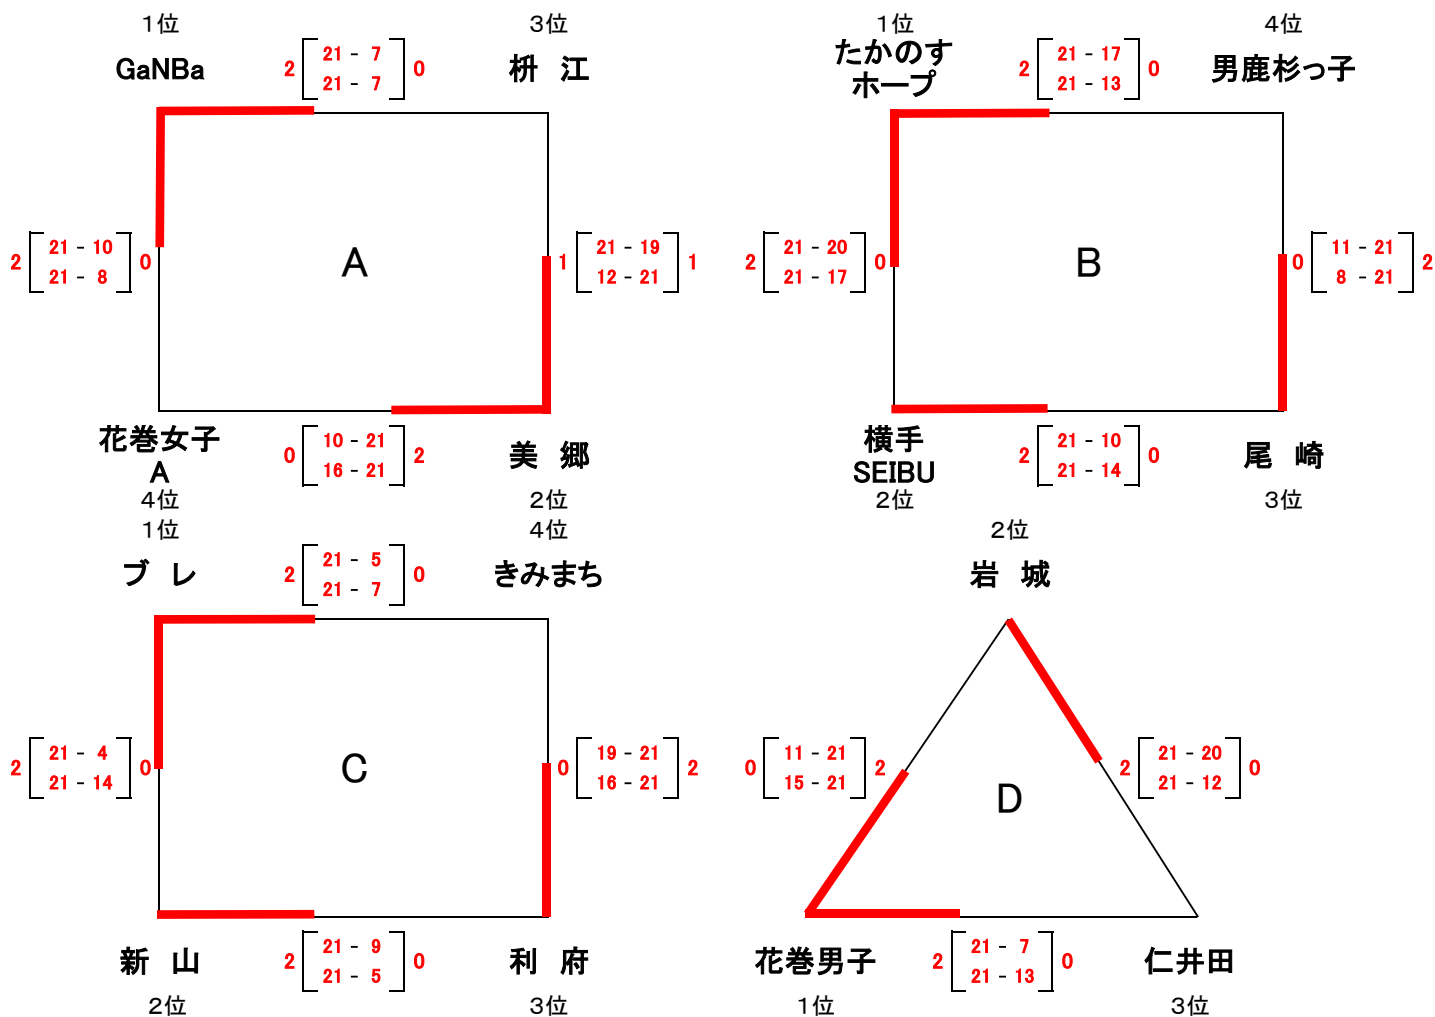 1位
3位
GaNBa
2 21 - 7 0
21 - 7
枡 江
2 21 - 10 0
21 - 8
A
1 21 - 19 1
12 - 21
花巻女子
A
4位
0 10 - 21 2
16 - 21
美 郷
2位
1位
4位
たかのす
ホープ
2 21 - 17 0
21 - 13
男鹿杉っ子
2 21 - 20 0
21 - 17
B
0 11 - 21 2
8 - 21
横手
SEIBU
2位
2 21 - 10 0
21 - 14
尾 崎
3位
1位
4位
ブ レ
2 21 - 5 0
21 - 7
きみまち
2 21 - 4 0
21 - 14
C
0 19 - 21 2
16 - 21
新 山
2位
2 21 - 9 0
21 - 5
利 府
3位
2位
岩 城
0 11 - 21 2
15 - 21
D
2 21 - 20 0
21 - 12
花巻男子
1位
2 21 - 7 0
21 - 13
仁井田
3位